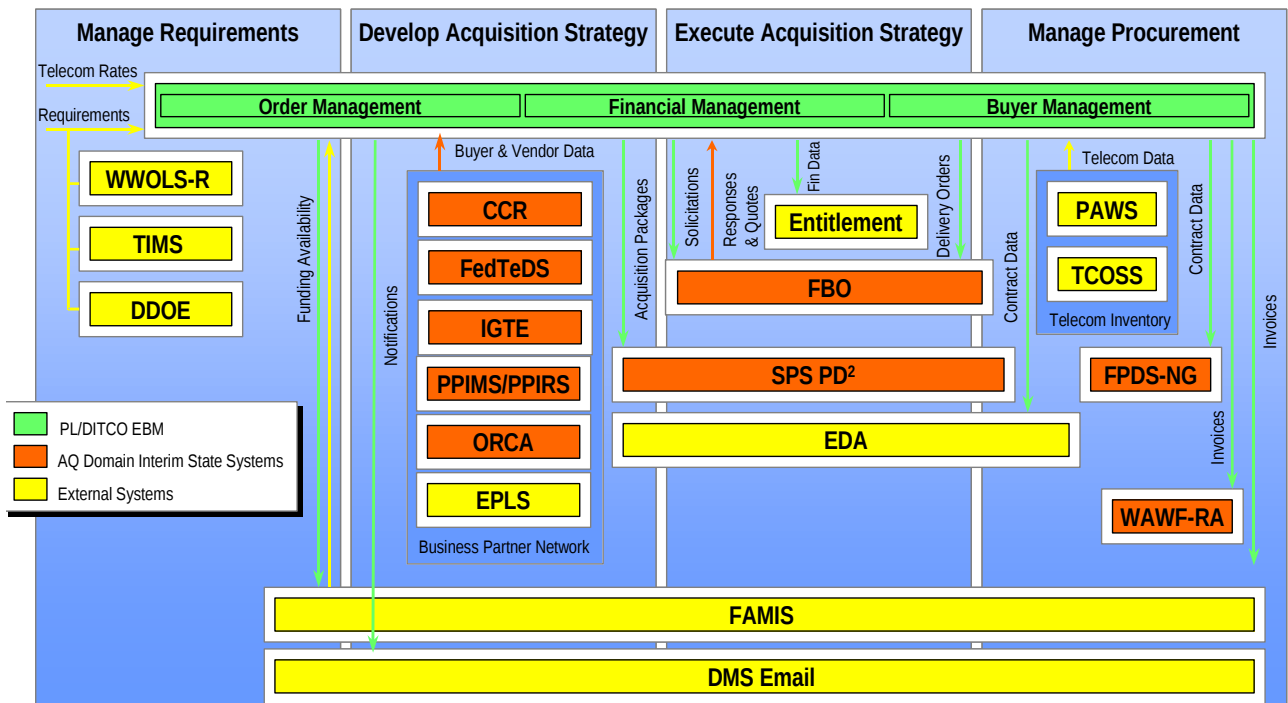 Manage Requirements
Develop Acquisition Strategy
Execute Acquisition Strategy
Manage Procurement
Telecom Rates
Requirements
Order Management
Financial Management
Buyer Management
WWOLS-R
TIMS
DDOE
Funding Availability
Notifications
Buyer & Vendor Data
CCR
FedTeDS
IGTE
PPIMS/PPIRS
ORCA
EPLS
Business Partner Network
Acquisition Packages
Solicitations
Responses
& Quotes
Fin Data
Entitlement
Delivery Orders
FBO
SPS PD²
EDA
Contract Data
Telecom Data
PAWS
TCOSS
Telecom Inventory
Contract Data
FPDS-NG
Invoices
WAWF-RA
Invoices
PL/DITCO EBM
AQ Domain Interim State Systems
External Systems
FAMIS
DMS Email